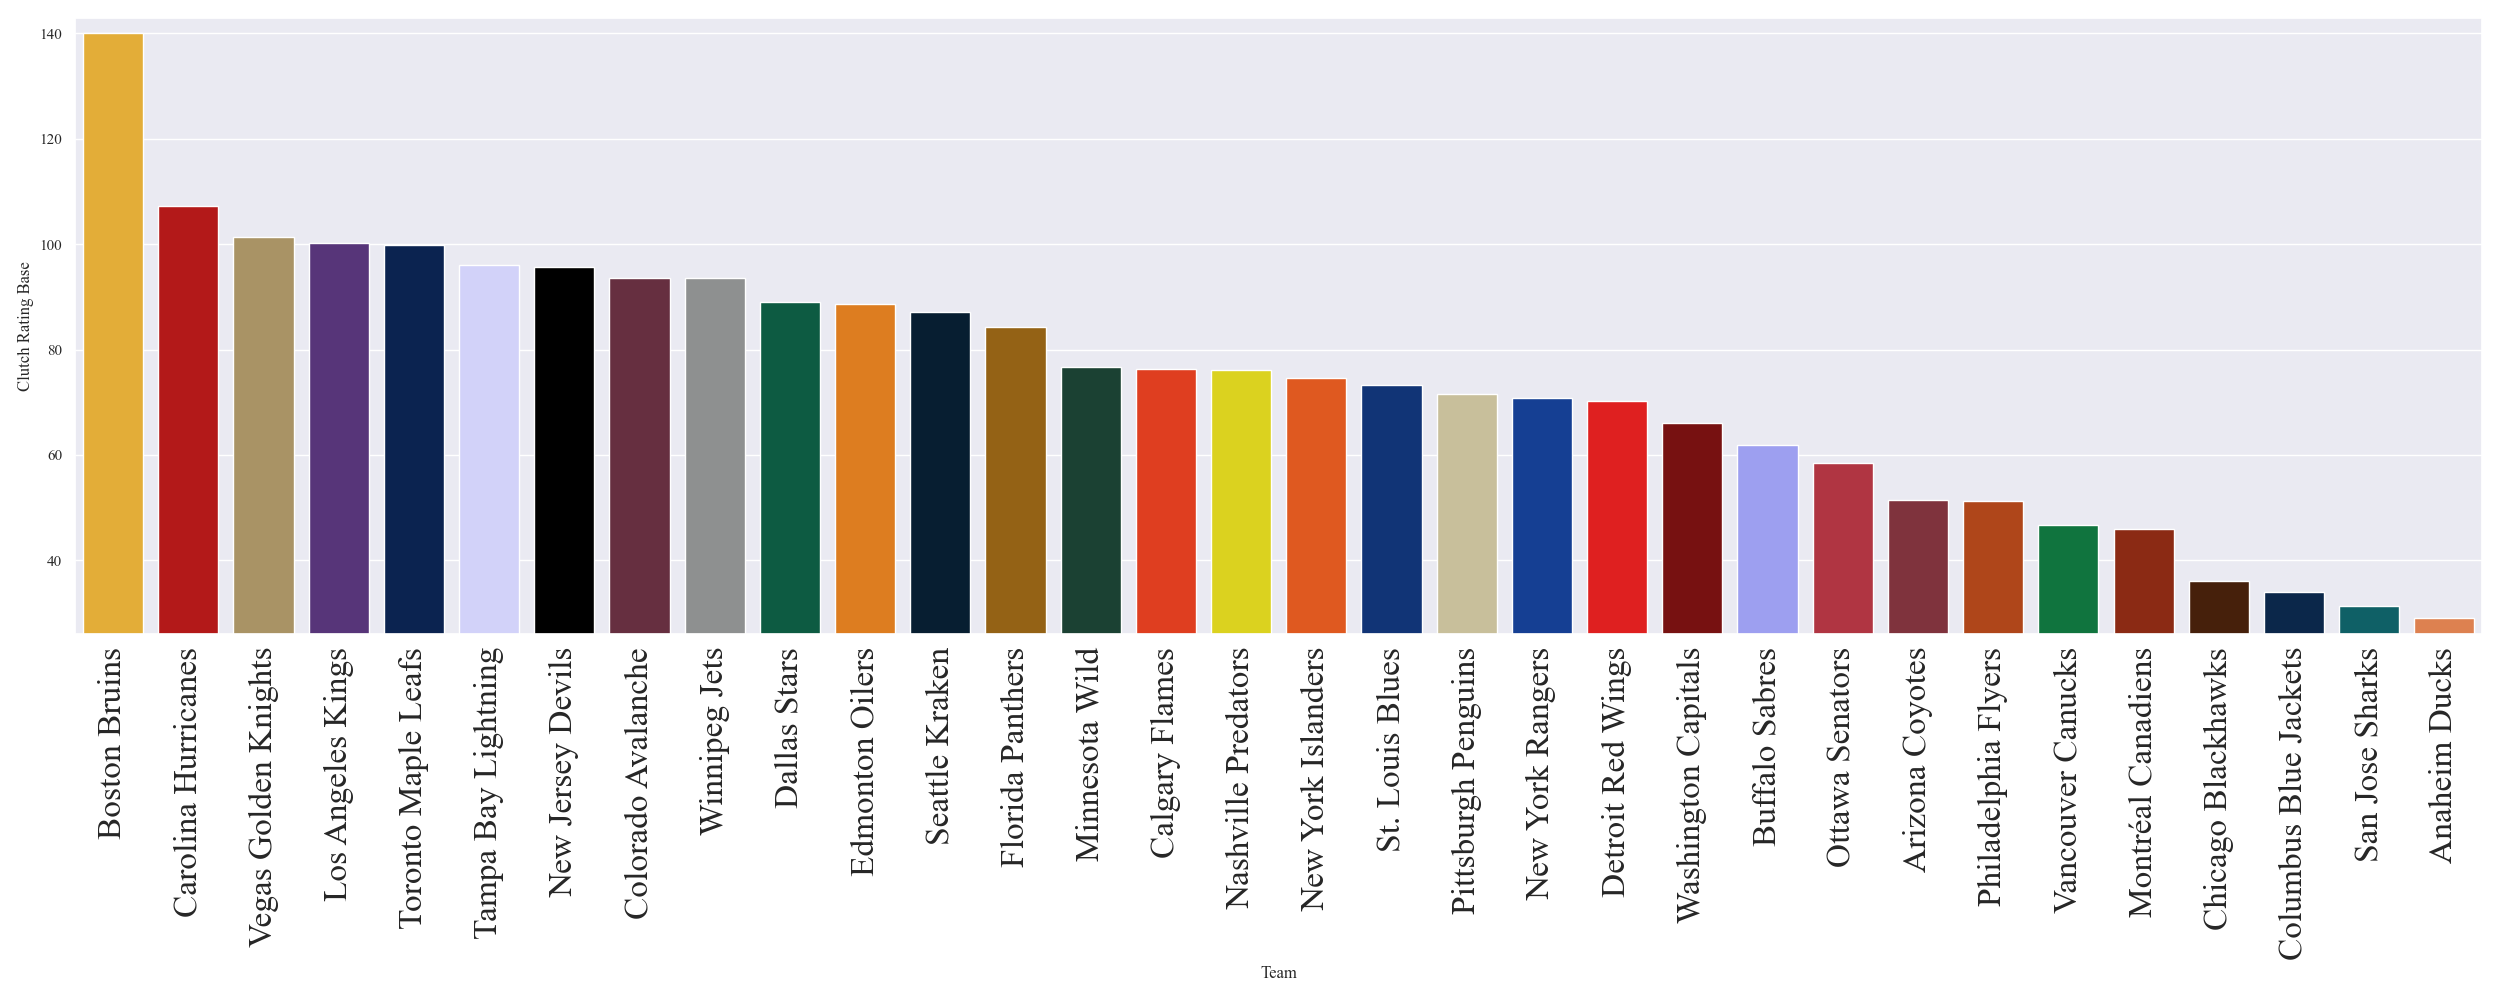 140
120
100
80
60
40
Clutch Rating Base
Boston Bruins
Carolina Hurricanes
Vegas Golden Knights
Los Angeles Kings
Toronto Maple Leafs
Tampa Bay Lightning
New Jersey Devils
Colorado Avalanche
Winnipeg Jets
Dallas Stars
Edmonton Oilers
Seattle Kraken
Florida Panthers
Minnesota Wild
Calgary Flames
Nashville Predators
New York Islanders
St. Louis Blues
Pittsburgh Penguins
New York Rangers
Detroit Red Wings
Washington Capitals
Buffalo Sabres
Ottawa Senators
Arizona Coyotes
Philadelphia Flyers
Vancouver Canucks
Montréal Canadiens
Chicago Blackhawks
Columbus Blue Jackets
San Jose Sharks
Anaheim Ducks
Team